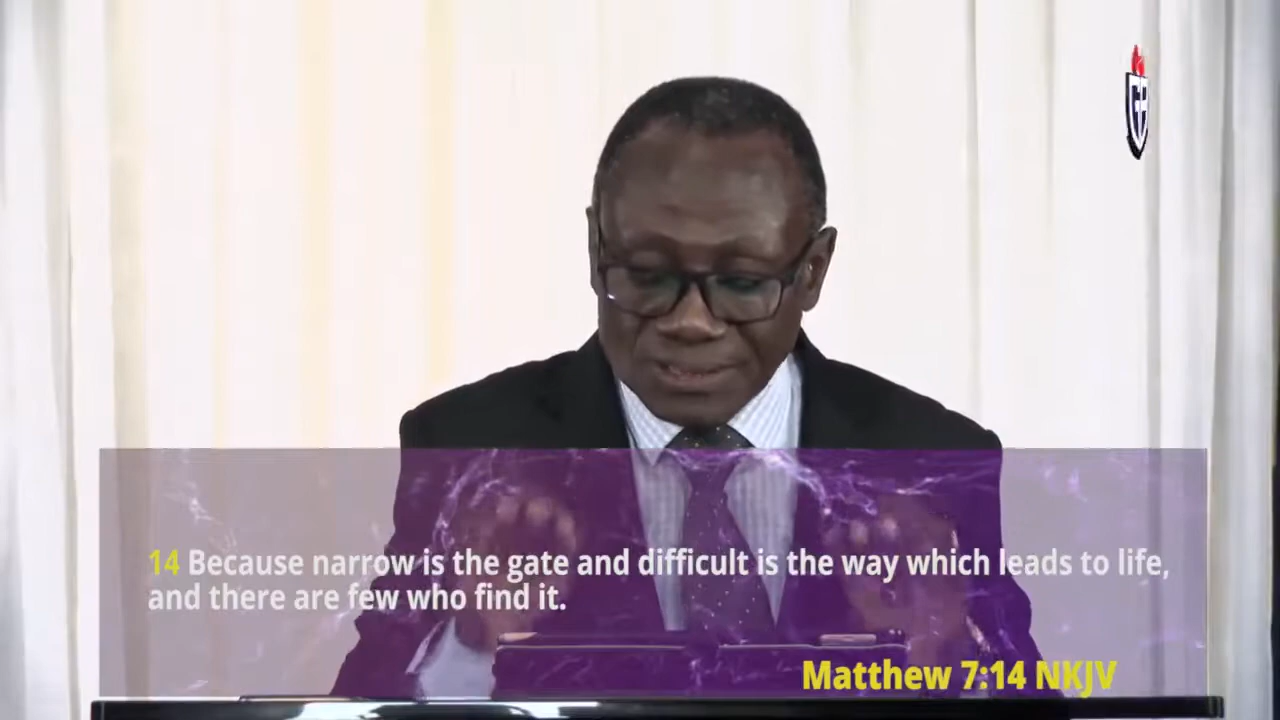 14 Because narrow is the gate and difficult is the way which leads to life,
and there are few who find it.
Matthew 7:14 NKJV